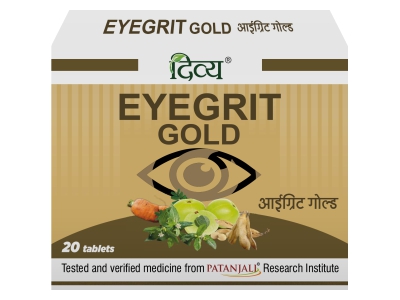 EYEGRIT GOLD आईग्रिट गोल्ड
दिव्य®
EYEGRIT
GOLD
आईग्रिट गोल्ड
20 tablets
Tested and verified medicine from PATANJALI® Research Institute